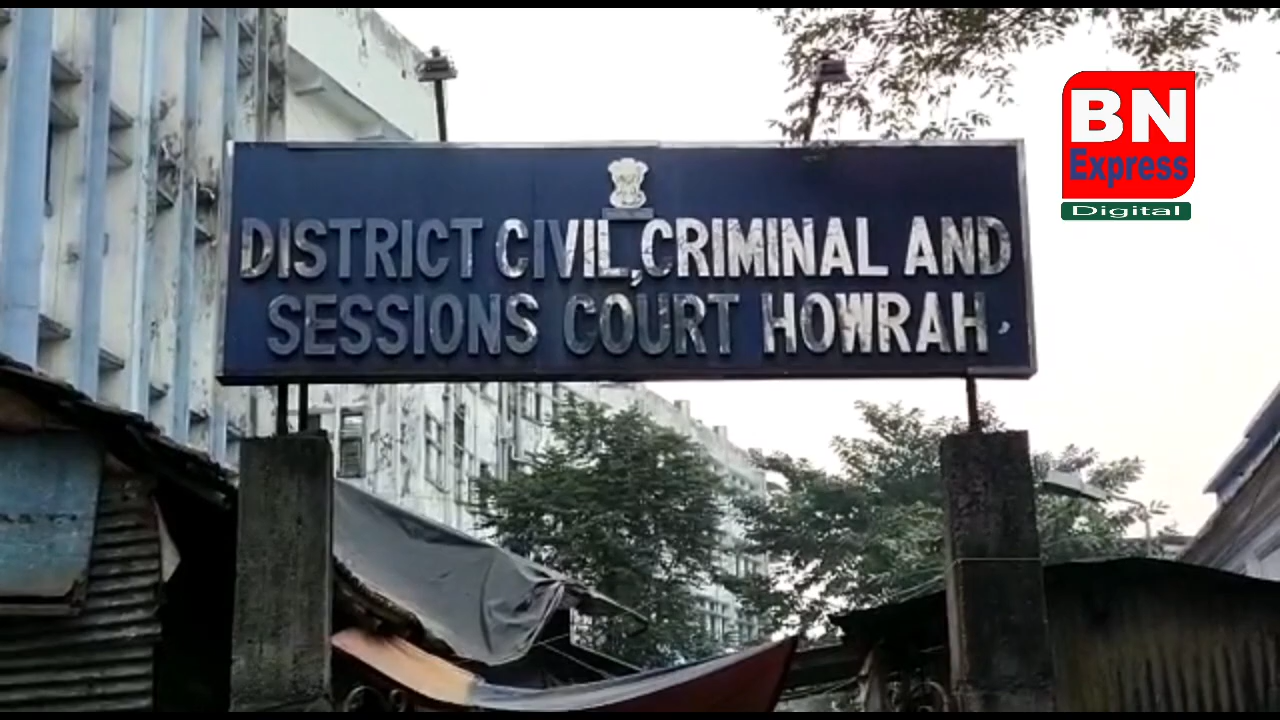 DISTRICT CIVIL, CRIMINAL AND
SESSIONS COURT HOWRAH
BN
Express
Digital